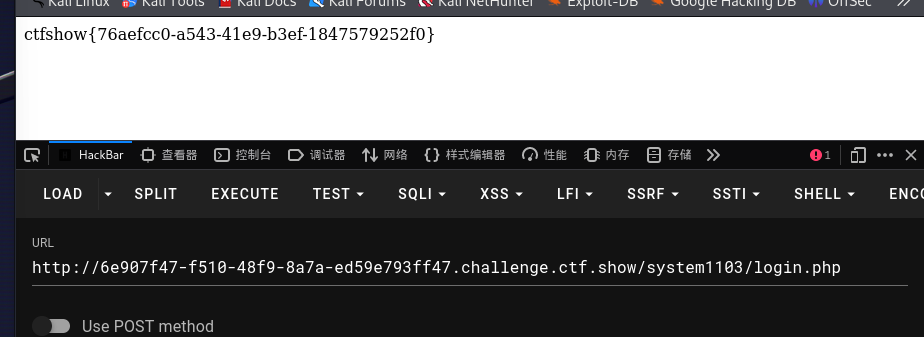 Kali Linux Kali Tools Kali Docs Kali Forums Kali NetHunter Exploit-DB Google Hacking DB OffSec
ctfshow{76aefcc0-a543-41e9-b3ef-1847579252f0}
HackBar 查看器 控制台 调试器 网络 样式编辑器 性能 内存 存储 1
LOAD SPLIT EXECUTE TEST SQLI XSS LFI SSRF SSTI SHELL ENCO
URL
http://6e907f47-f510-48f9-8a7a-ed59e793ff47.challenge.ctf.show/system1103/login.php
Use POST method